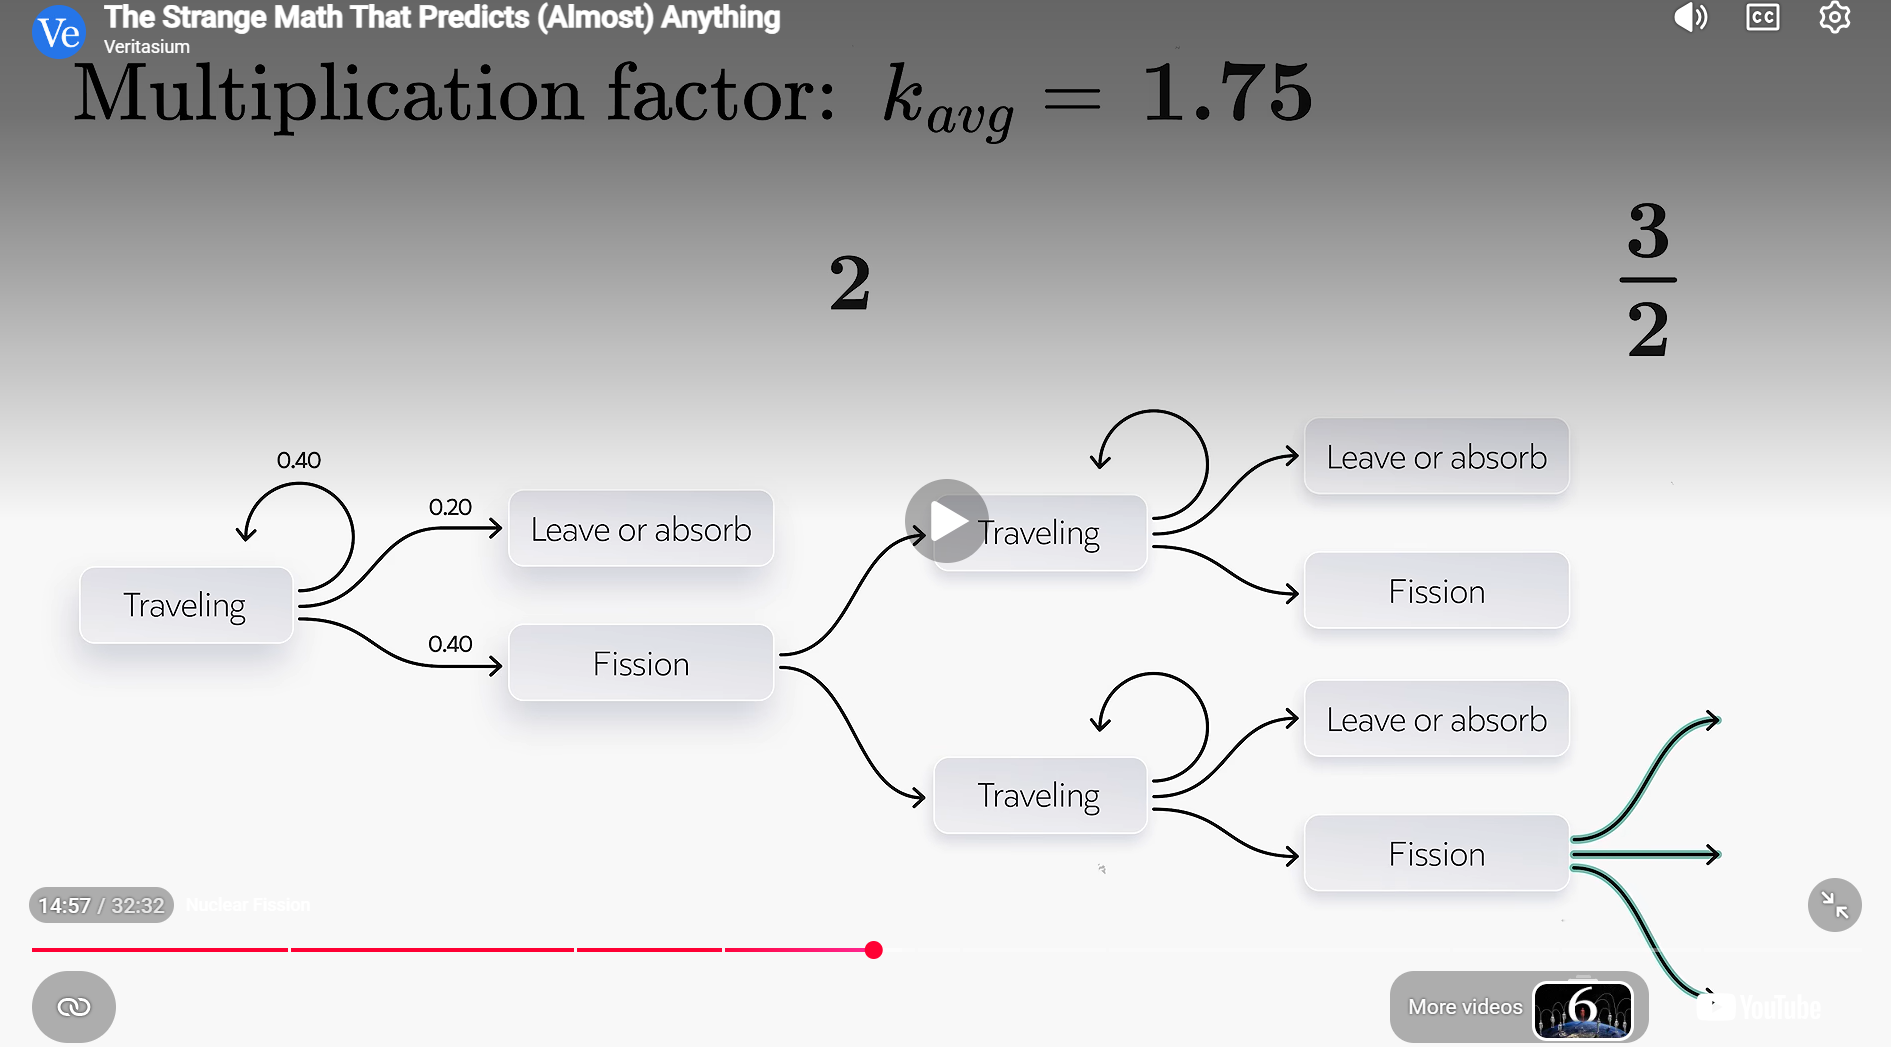 The Strange Math That Predicts (Almost) Anything
Veritasium
Ve
CC
Multiplication factor: k_avg = 1.75
2
3
2
0.40
0.20
0.40
Traveling
Leave or absorb
Fission
Traveling
Leave or absorb
Fission
Traveling
Leave or absorb
Fission
14:57 / 32:32
Nuclear Fission
More videos
6
YouTube